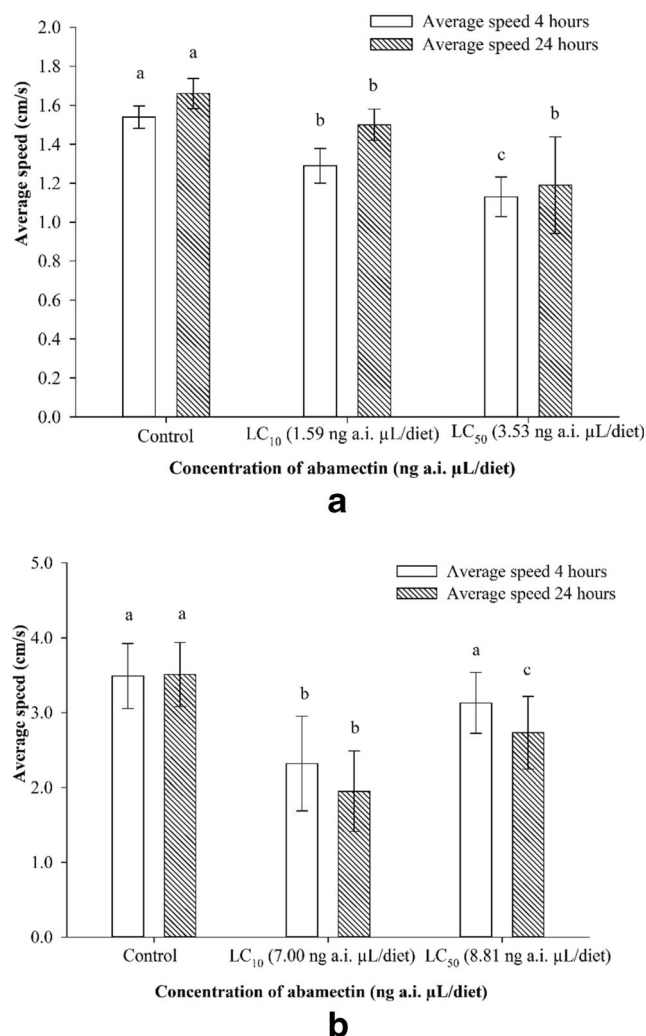 Average speed 4 hours
Average speed 24 hours
Average speed (cm/s)
2.0
1.8
1.6
1.4
1.2
1.0
0.8
0.6
0.4
0.2
0.0
a
a
b
b
c
b
Control
LC₁₀ (1.59 ng a.i. µL/diet)
LC₅₀ (3.53 ng a.i. µL/diet)
Concentration of abamectin (ng a.i. µL/diet)
a
Average speed 4 hours
Average speed 24 hours
Average speed (cm/s)
5.0
4.0
3.0
2.0
1.0
0.0
a
a
b
b
a
c
Control
LC₁₀ (7.00 ng a.i. µL/diet)
LC₅₀ (8.81 ng a.i. µL/diet)
Concentration of abamectin (ng a.i. µL/diet)
b